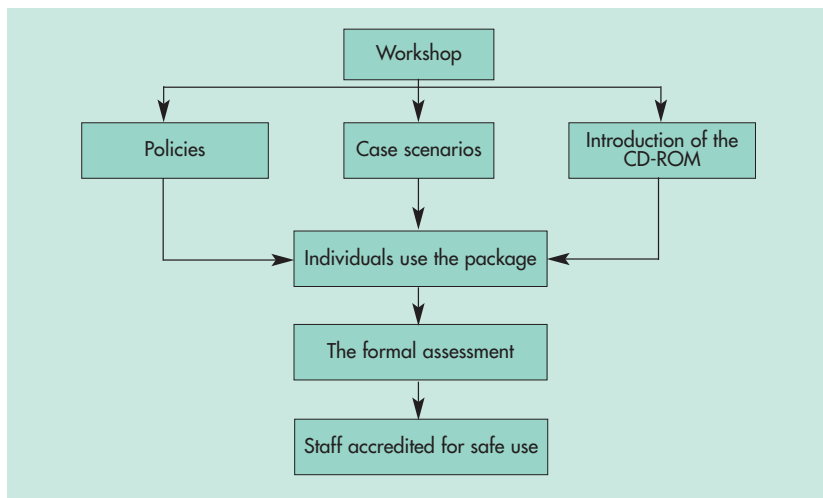 Workshop
Policies
Case scenarios
Introduction of the
CD-ROM
Individuals use the package
The formal assessment
Staff accredited for safe use